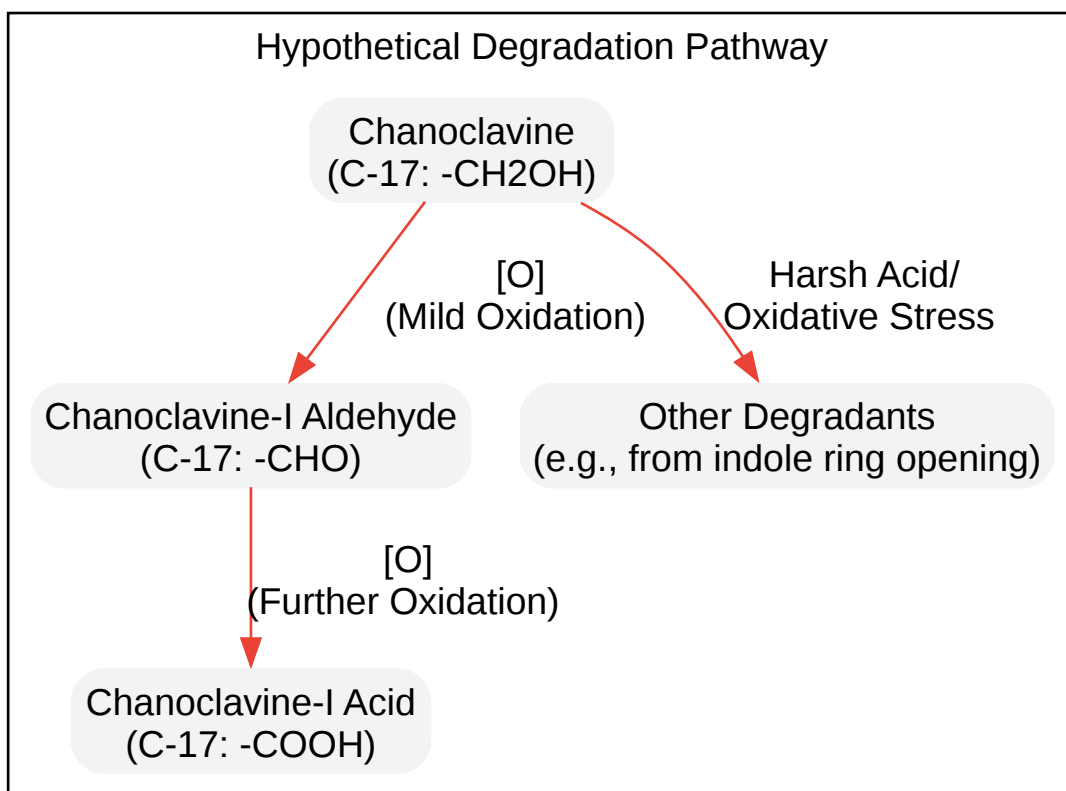 Hypothetical Degradation Pathway
Chanoclavine
(C-17: -CH2OH)
[O]
(Mild Oxidation)
Harsh Acid/
Oxidative Stress
Chanoclavine-I Aldehyde
(C-17: -CHO)
Other Degradants
(e.g., from indole ring opening)
[O]
(Further Oxidation)
Chanoclavine-I Acid
(C-17: -COOH)